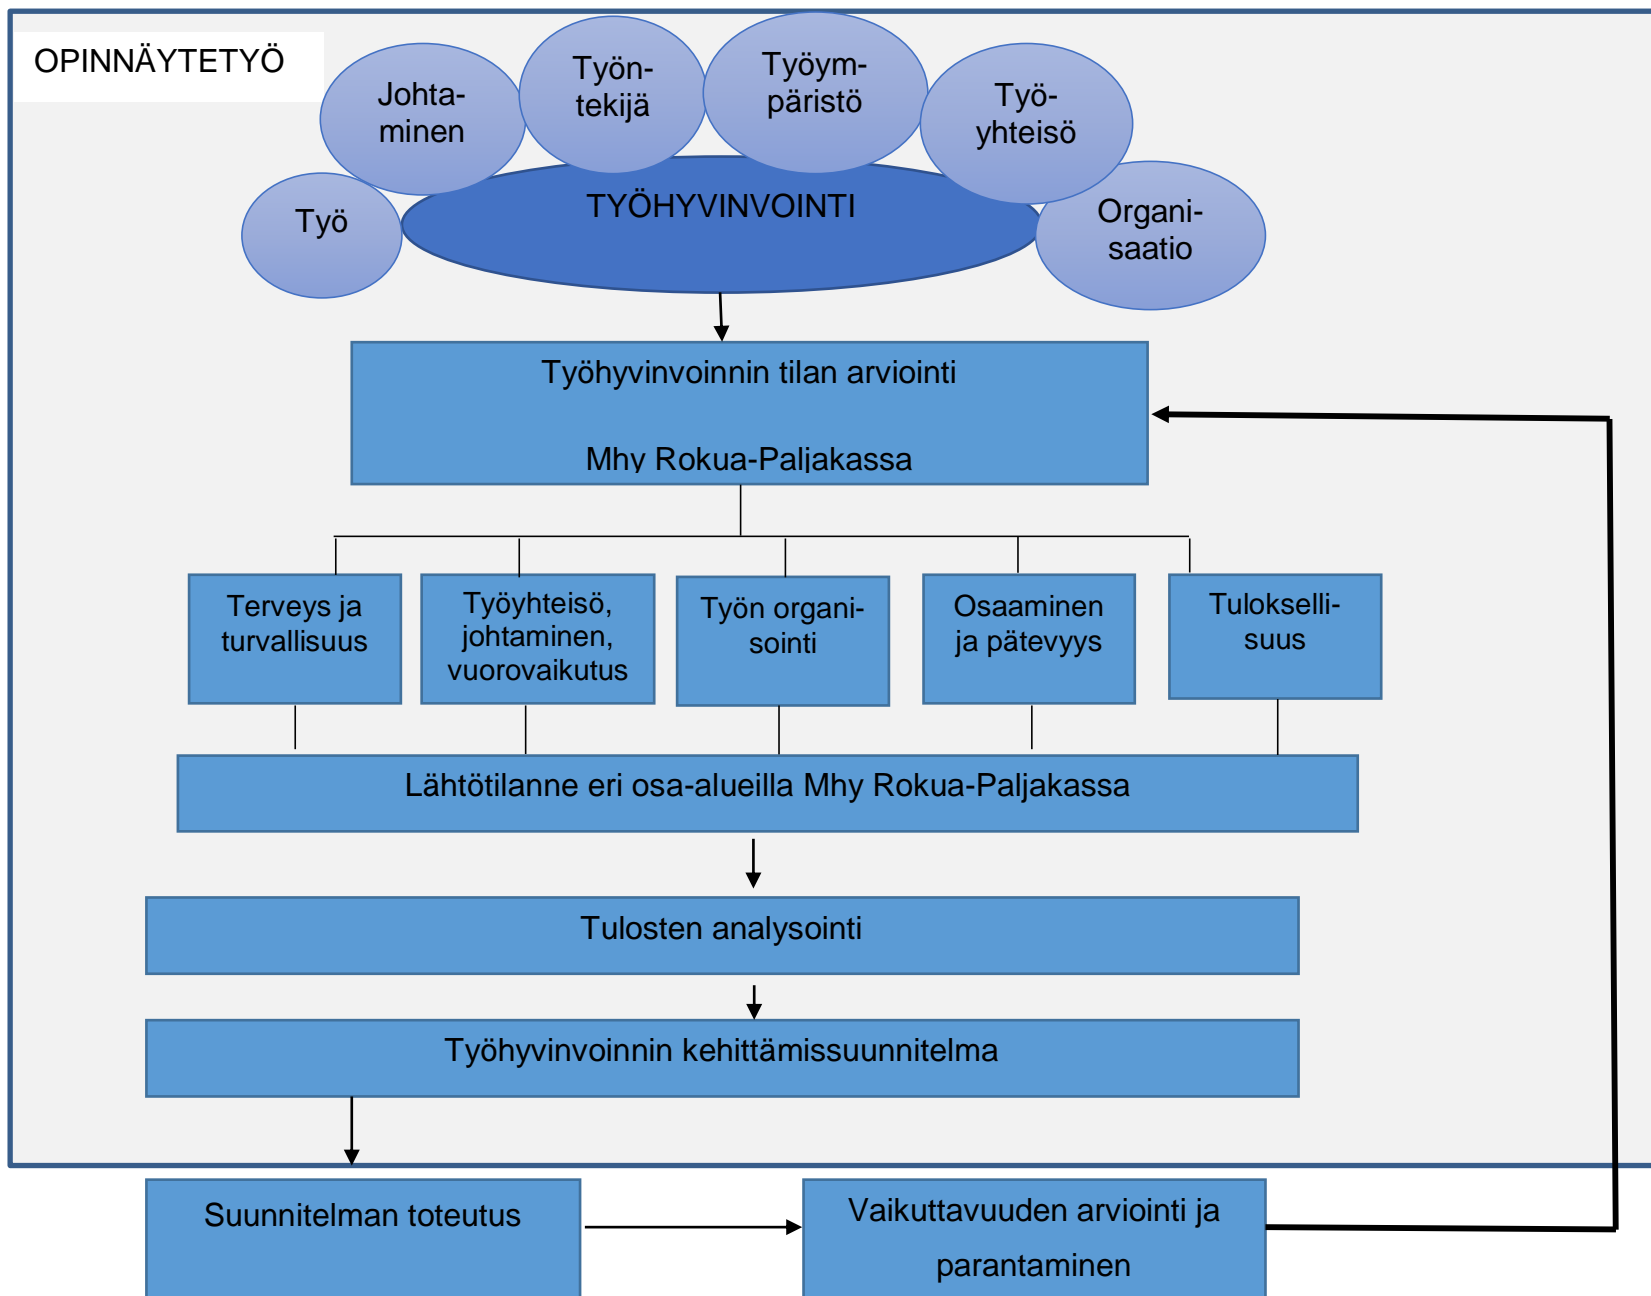 OPINNÄYTETYÖ
Työ
Johta-
minen
Työn-
tekijä
Työym-
päristö
Työ-
yhteisö
Organi-
saatio
TYÖHYVINVOINTI
Työhyvinvoinnin tilan arviointi
Mhy Rokua-Paljakassa
Terveys ja
turvallisuus
Työyhteisö,
johtaminen,
vuorovaikutus
Työn organi-
sointi
Osaaminen
ja pätevyys
Tuloksellі-
suus
Lähtötilanne eri osa-alueilla Mhy Rokua-Paljakassa
Tulosten analysointi
Työhyvinvoinnin kehittämissuunnitelma
Suunnitelman toteutus
Vaikuttavuuden arviointi ja
parantaminen